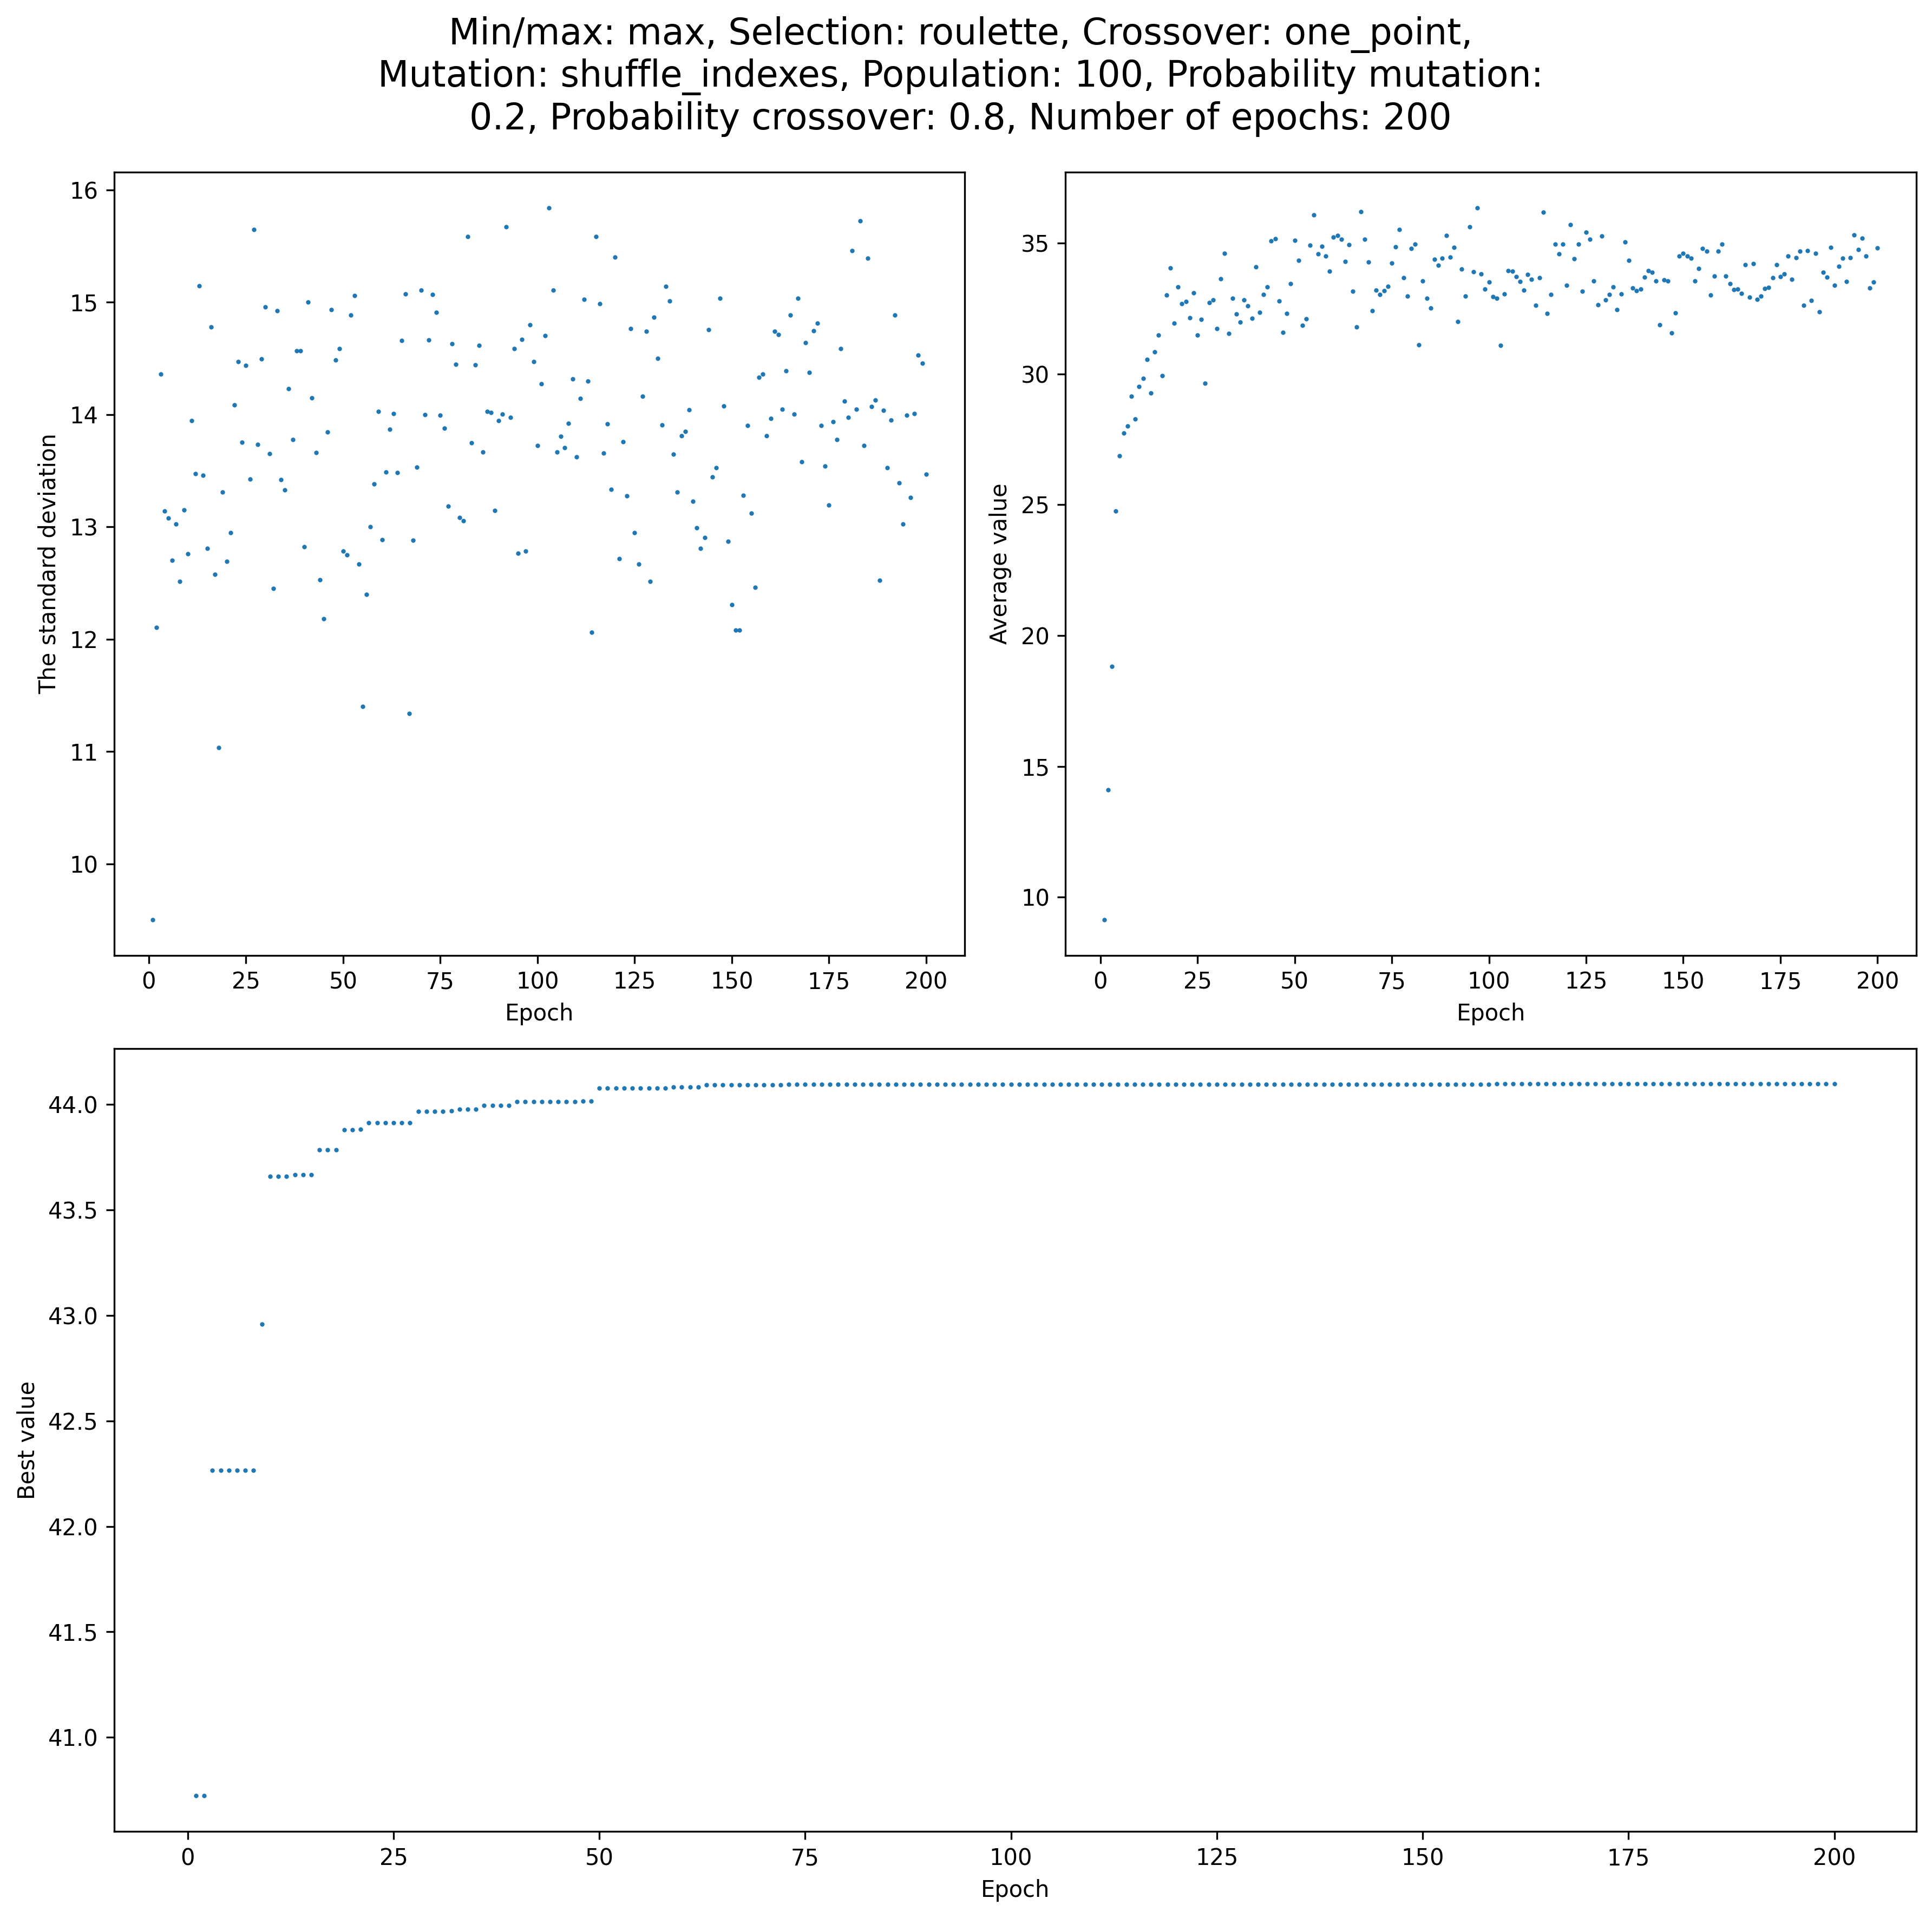 Min/max: max, Selection: roulette, Crossover: one_point,
Mutation: shuffle_indexes, Population: 100, Probability mutation:
0.2, Probability crossover: 0.8, Number of epochs: 200
The standard deviation
16
15
14
13
12
11
10
0 25 50 75 100 125 150 175 200
Epoch
Average value
35
30
25
20
15
10
0 25 50 75 100 125 150 175 200
Epoch
Best value
44.0
43.5
43.0
42.5
42.0
41.5
41.0
0 25 50 75 100 125 150 175 200
Epoch